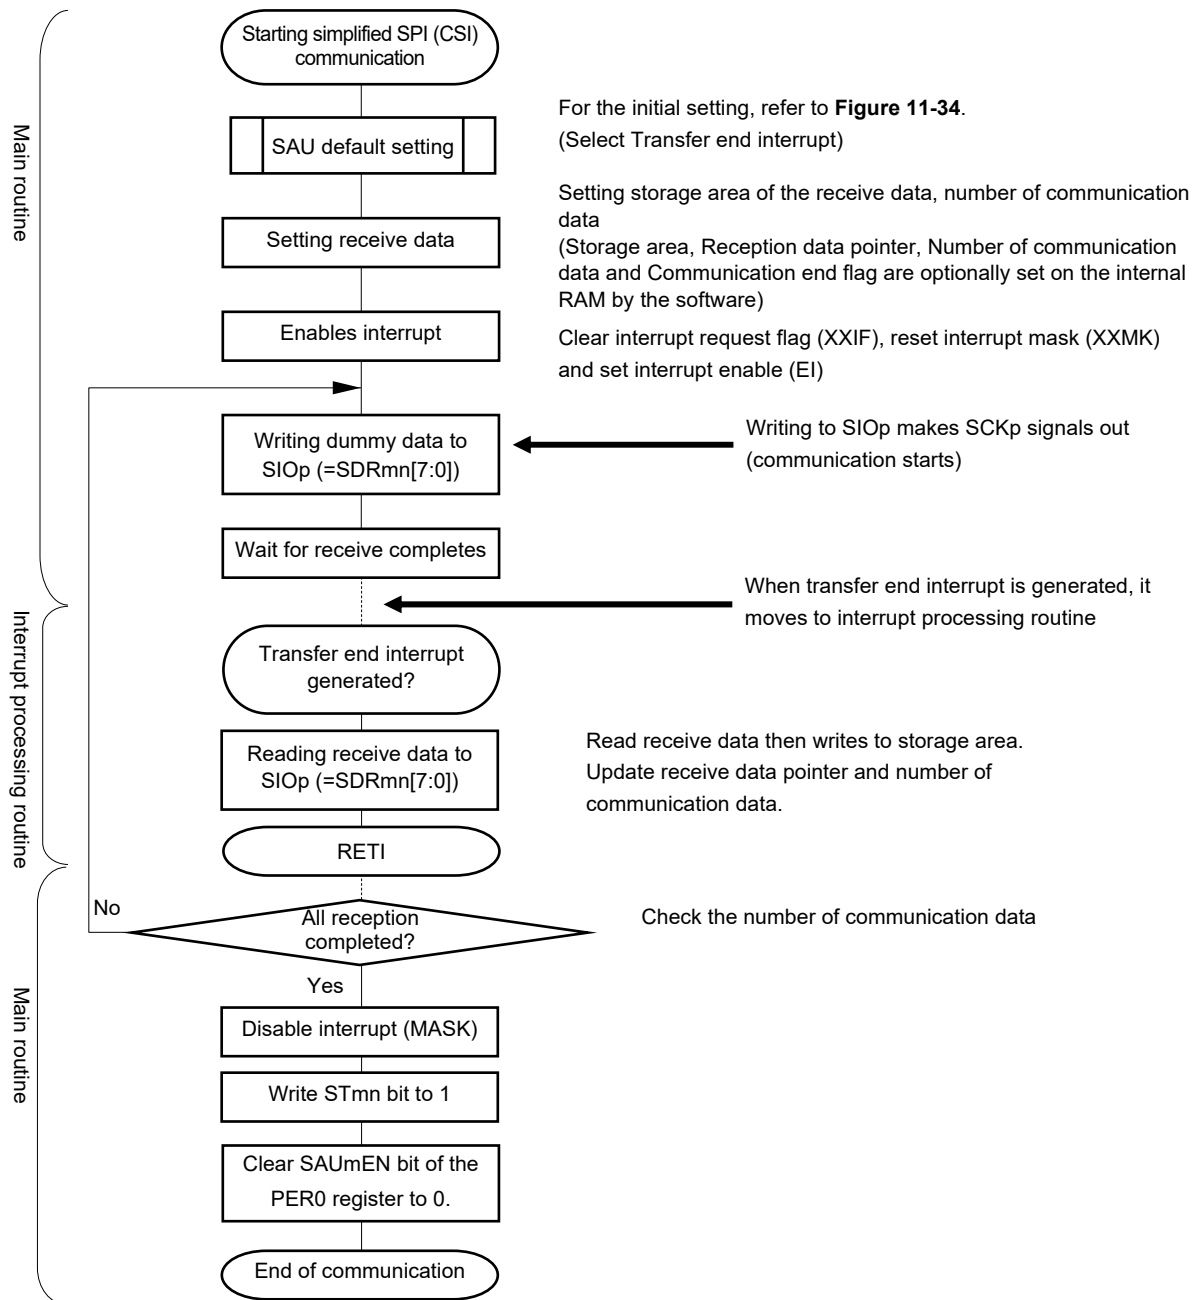 Starting simplified SPI (CSI)
communication
For the initial setting, refer to Figure 11-34.
(Select Transfer end interrupt)
SAU default setting
Main routine
Setting storage area of the receive data, number of communication
data
(Storage area, Reception data pointer, Number of communication
data and Communication end flag are optionally set on the internal
RAM by the software)
Setting receive data
Enables interrupt
Clear interrupt request flag (XXIF), reset interrupt mask (XXMK)
and set interrupt enable (EI)
Writing dummy data to
SIOp (=SDRmn[7:0])
Writing to SIOp makes SCKp signals out
(communication starts)
Wait for receive completes
When transfer end interrupt is generated, it
moves to interrupt processing routine
Interrupt processing routine
Transfer end interrupt
generated?
Reading receive data to
SIOp (=SDRmn[7:0])
Read receive data then writes to storage area.
Update receive data pointer and number of
communication data.
RETI
No
All reception
completed?
Check the number of communication data
Yes
Main routine
Disable interrupt (MASK)
Write STmn bit to 1
Clear SAUmEN bit of the
PER0 register to 0.
End of communication